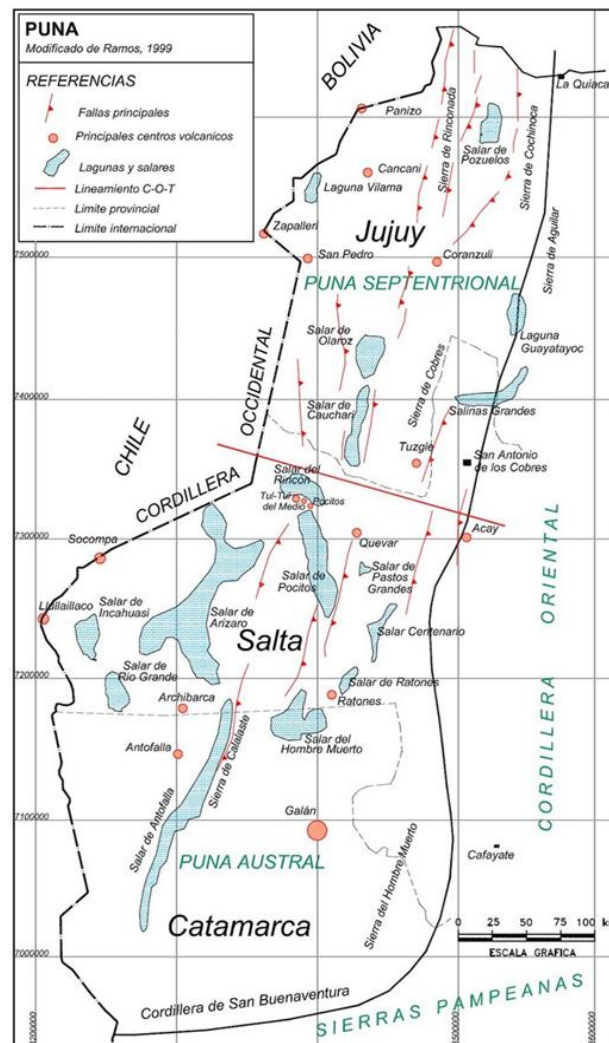 PUNA
Modificado de Ramos, 1999
REFERENCIAS
Fallas principales
Principales centros volcanicos
Lagunas y salares
Lineamiento C-O-T
Limite provincial
Limite internacional
BOLIVIA
La Quiaca
Panizo
Sierra de Rinconada
Salar de
Pozuelos
Sierra de Cochinoca
Cancani
Laguna Vilama
Zapalleri
Jujuy
Sierra de Aguilar
San Pedro
Coranzuli
7500000
PUNA SEPTENTRIONAL
Salar de
Olaroz
Laguna
Guayatayoc
OCCIDENTAL
7400000
Salar de
Cauchari
Sierra de Cobres
Salinas Grandes
CHILE
Tuzgle
San Antonio
de los Cobres
CORDILLERA
Salar del
Rincón
Tul-Tul
del Medio
Pocitos
7300000
Socompa
Quevar
Acay
Salar de
Pocitos
Salar de
Pastos
Grandes
Llullaillaco
Salar de
Incahuasi
Salar de
Arizaro
Salta
Salar Centenario
CORDILLERA ORIENTAL
7200000
Salar de
Rio Grande
Salar de Ratones
Archibarca
Ratones
Antofalla
Sierra de Calalaste
Salar del
Hombre Muerto
7100000
Galán
Salar de Antofalla
PUNA AUSTRAL
Sierra del Hombre Muerto
Cafayate
Catamarca
0 25 50 75 100 k
ESCALA GRAFICA
7000000
Cordillera de San Buenaventura
SIERRAS PAMPEANAS